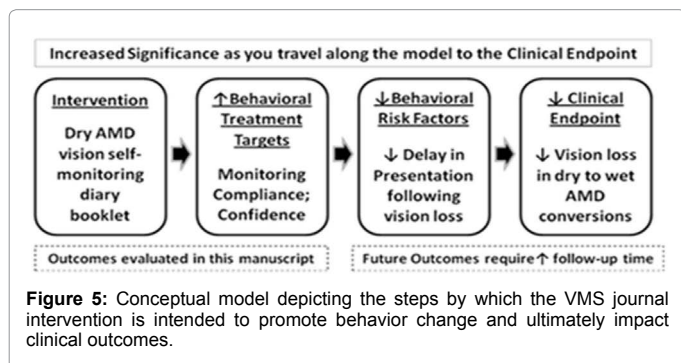 Increased Significance as you travel along the model to the Clinical Endpoint
Intervention
Dry AMD
vision self-
monitoring
diary
booklet
↑Behavioral
Treatment
Targets
Monitoring
Compliance;
Confidence
↓Behavioral
Risk Factors
↓ Delay in
Presentation
following
vision loss
↓ Clinical
Endpoint
↓ Vision loss
in dry to wet
AMD
conversions
Outcomes evaluated in this manuscript
Future Outcomes require ↑ follow-up time
Figure 5: Conceptual model depicting the steps by which the VMS journal
intervention is intended to promote behavior change and ultimately impact
clinical outcomes.